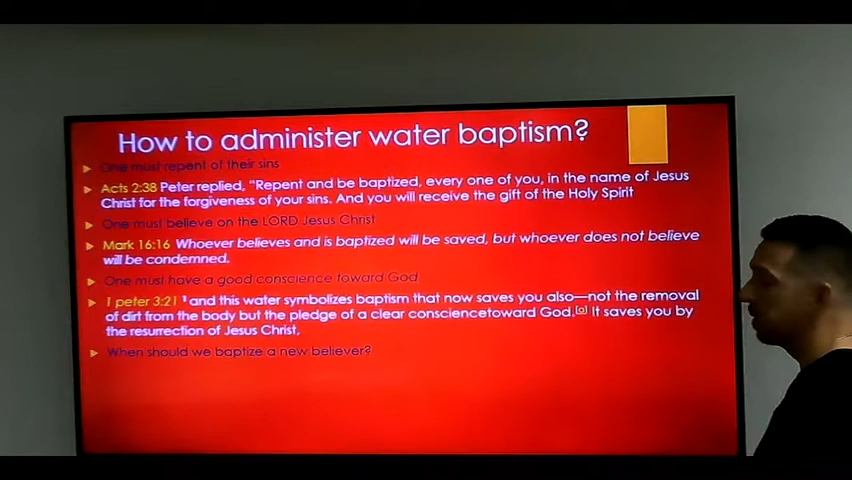 How to administer water baptism?
One must repent of their sins
Acts 2:38 Peter replied, "Repent and be baptized, every one of you, in the name of Jesus
Christ for the forgiveness of your sins. And you will receive the gift of the Holy Spirit
One must believe on the LORD Jesus Christ
Mark 16:16 Whoever believes and is baptized will be saved, but whoever does not believe
will be condemned.
One must have a good conscience toward God
1 peter 3:21 and this water symbolizes baptism that now saves you also—not the removal
of dirt from the body but the pledge of a clear consciencetoward God.[a] It saves you by
the resurrection of Jesus Christ,
When should we baptize a new believer?